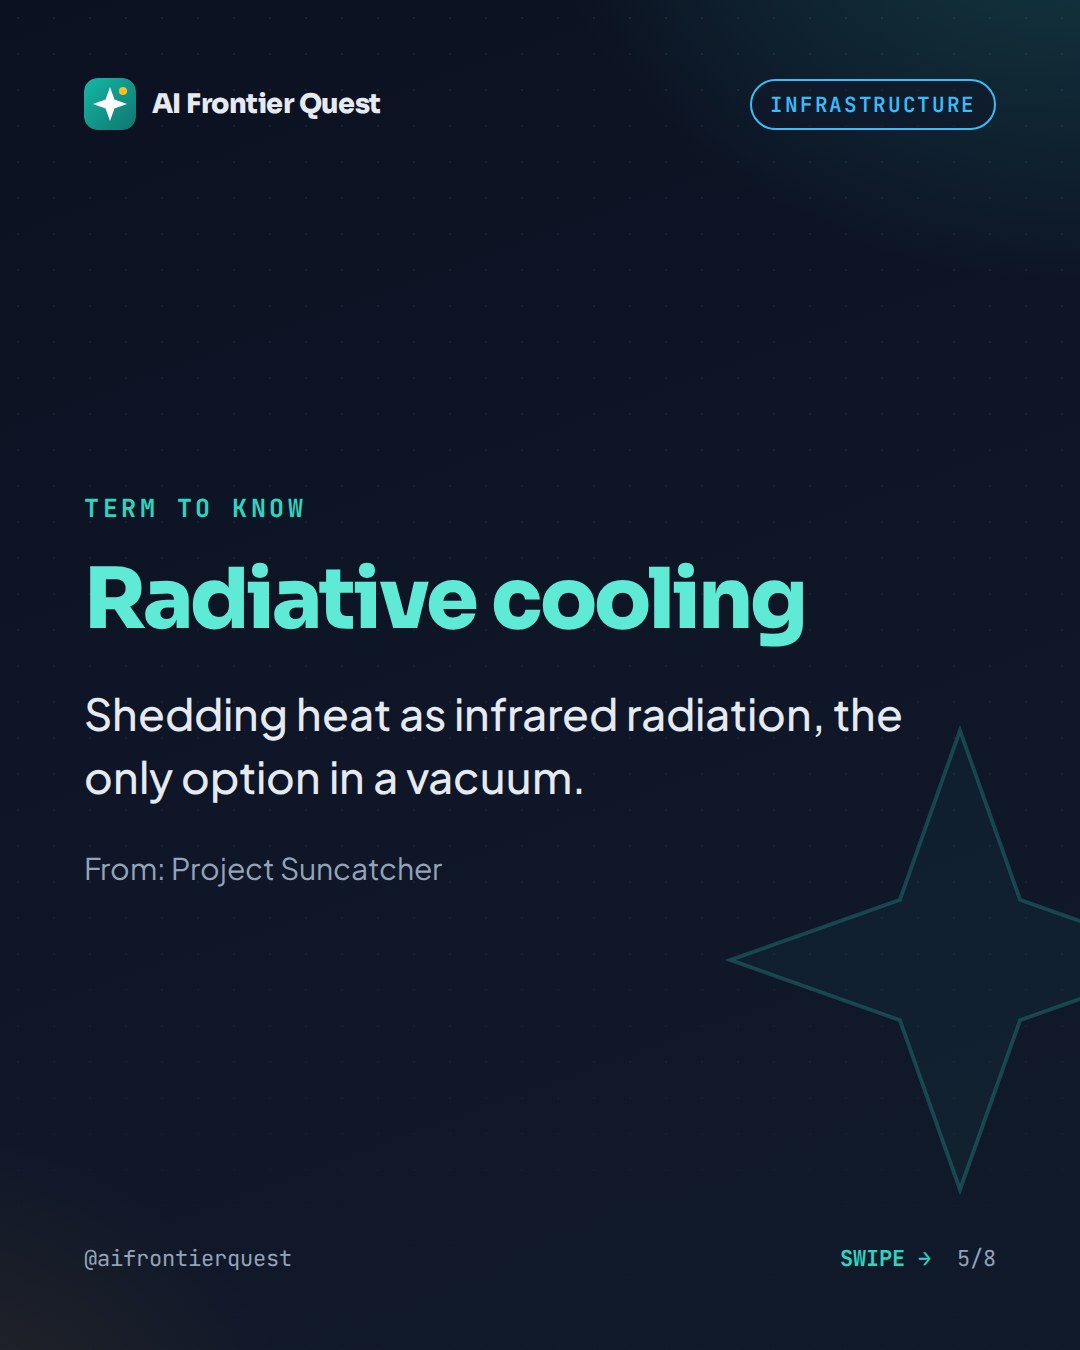 AI Frontier Quest
INFRASTRUCTURE
TERM TO KNOW
Radiative cooling
Shedding heat as infrared radiation, the
only option in a vacuum.
From: Project Suncatcher
@aifrontierquest
SWIPE → 5/8